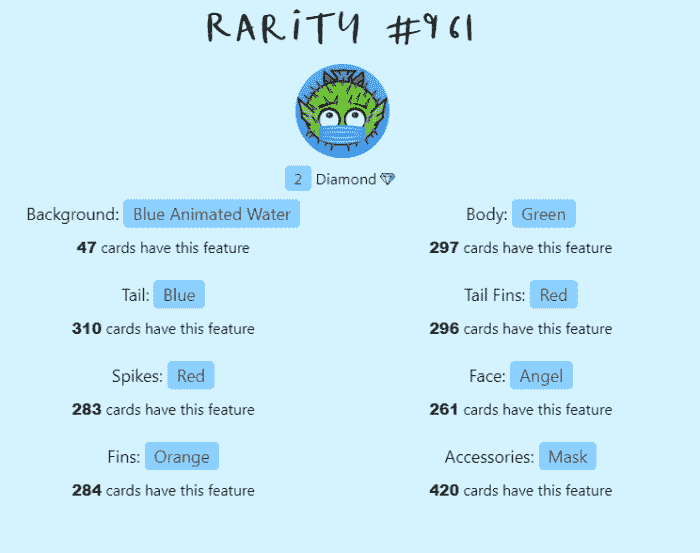 RARITY #961
2 Diamond
Background: Blue Animated Water
47 cards have this feature
Body: Green
297 cards have this feature
Tail: Blue
310 cards have this feature
Tail Fins: Red
296 cards have this feature
Spikes: Red
283 cards have this feature
Face: Angel
261 cards have this feature
Fins: Orange
284 cards have this feature
Accessories: Mask
420 cards have this feature